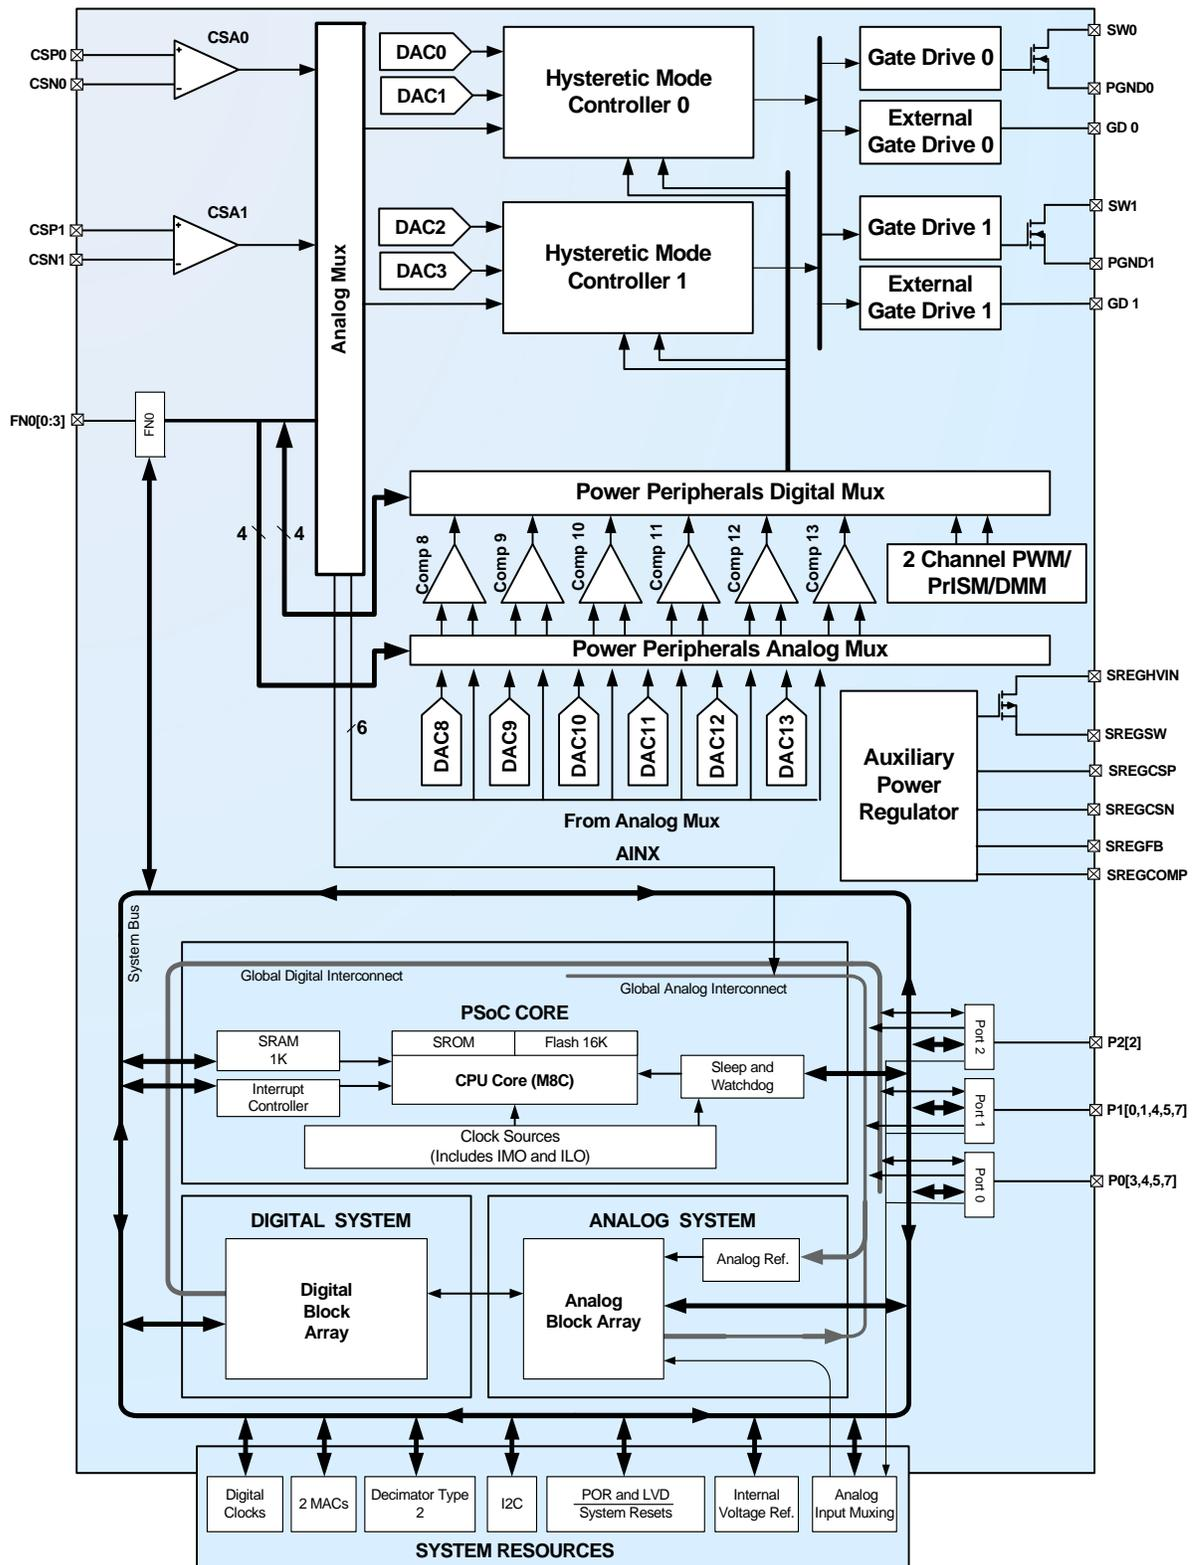 CSP0
CSN0
CSA0
CSP1
CSN1
CSA1
FN0[0:3]
FN0
Analog Mux
DAC0
DAC1
Hysteretic Mode
Controller 0
DAC2
DAC3
Hysteretic Mode
Controller 1
Gate Drive 0
External
Gate Drive 0
Gate Drive 1
External
Gate Drive 1
SW0
PGND0
GD 0
SW1
PGND1
GD 1
4
4
Power Peripherals Digital Mux
Comp 8
Comp 9
Comp 10
Comp 11
Comp 12
Comp 13
2 Channel PWM/
PrISM/DMM
Power Peripherals Analog Mux
DAC8
DAC9
DAC10
DAC11
DAC12
DAC13
6
From Analog Mux
AINX
Auxiliary
Power
Regulator
SREGHVIN
SREGSW
SREGCSP
SREGCSN
SREGFB
SREGCOMP
System Bus
Global Digital Interconnect
Global Analog Interconnect
PSoC CORE
SRAM
1K
Interrupt
Controller
SROM
Flash 16K
CPU Core (M8C)
Sleep and
Watchdog
Clock Sources
(Includes IMO and ILO)
Port 2
P2[2]
Port 1
P1[0,1,4,5,7]
Port 0
P0[3,4,5,7]
DIGITAL SYSTEM
Digital
Block
Array
ANALOG SYSTEM
Analog
Block Array
Analog Ref.
Digital
Clocks
2 MACs
Decimator Type
2
I2C
POR and LVD
System Resets
Internal
Voltage Ref.
Analog
Input Muxing
SYSTEM RESOURCES